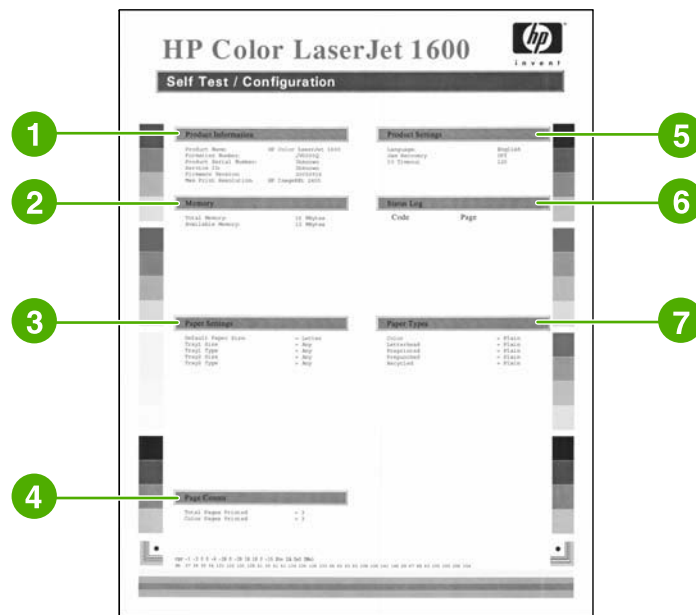 HP Color LaserJet 1600
hp
invent
Self Test / Configuration
1
Product Information
Product Name: HP Color LaserJet 1600
Formatter Number:
Product Serial Number: Unknown
Service ID: Unknown
Firmware Version:
Max Print Resolution: HP ImageREt 2400
2
Memory
Total Memory: 16 MBytes
Available Memory: 12 MBytes
3
Paper Settings
Default Paper Size = Letter
Tray1 Size = Any
Tray1 Type = Any
Tray2 Size = Any
Tray2 Type = Any
4
Page Counts
Total Pages Printed = 3
Color Pages Printed = 3
5
Product Settings
Language: English
Jam Recovery OFF
I/O Timeout
6
Status Log
Code Page
7
Paper Types
Color = Plain
Letterhead = Plain
Preprinted = Plain
Prepunched = Plain
Recycled = Plain